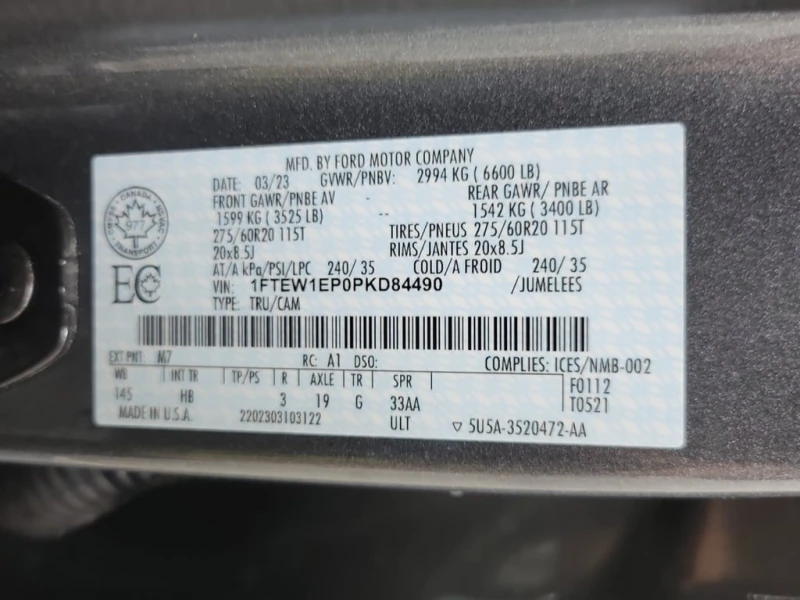 MFD. BY FORD MOTOR COMPANY
DATE: 03/23 GVWR/PNBV: 2994 KG ( 6600 LB)
FRONT GAWR/PNBE AV REAR GAWR/ PNBE AR
1599 KG ( 3525 LB) -- 1542 KG ( 3400 LB)
275/60R20 115T TIRES/PNEUS 275/60R20 115T
20x8.5J RIMS/JANTES 20x8.5J
AT/A kPa/PSI/LPC 240/ 35 COLD/A FROID 240/ 35
VIN: 1FTEW1EP0PKD84490 /JUMELEES
TYPE: TRU/CAM
CANADA
977
TRANSPORT
EC
EXT PNT: M7 RC: A1 DSO: COMPLIES: ICES/NMB-002
WB INT TR TP/PS R AXLE TR SPR F0112
145 HB 3 19 G 33AA T0521
MADE IN U.S.A. 2202303103122 ULT ▽ 5U5A-3520472-AA